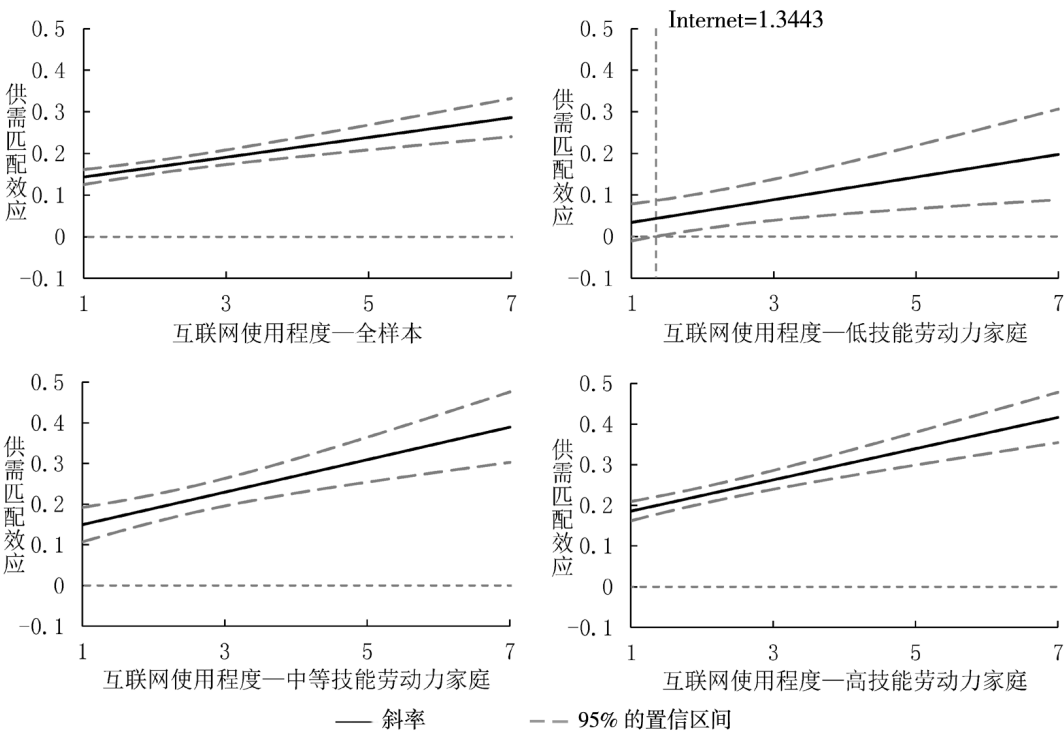 Internet=1.3443
供需匹配效应
0.5
0.4
0.3
0.2
0.1
0
−0.1
1 3 5 7
互联网使用程度—全样本
供需匹配效应
0.5
0.4
0.3
0.2
0.1
0
−0.1
1 3 5 7
互联网使用程度—低技能劳动力家庭
供需匹配效应
0.5
0.4
0.3
0.2
0.1
0
−0.1
1 3 5 7
互联网使用程度—中等技能劳动力家庭
供需匹配效应
0.5
0.4
0.3
0.2
0.1
0
−0.1
1 3 5 7
互联网使用程度—高技能劳动力家庭
斜率 95% 的置信区间